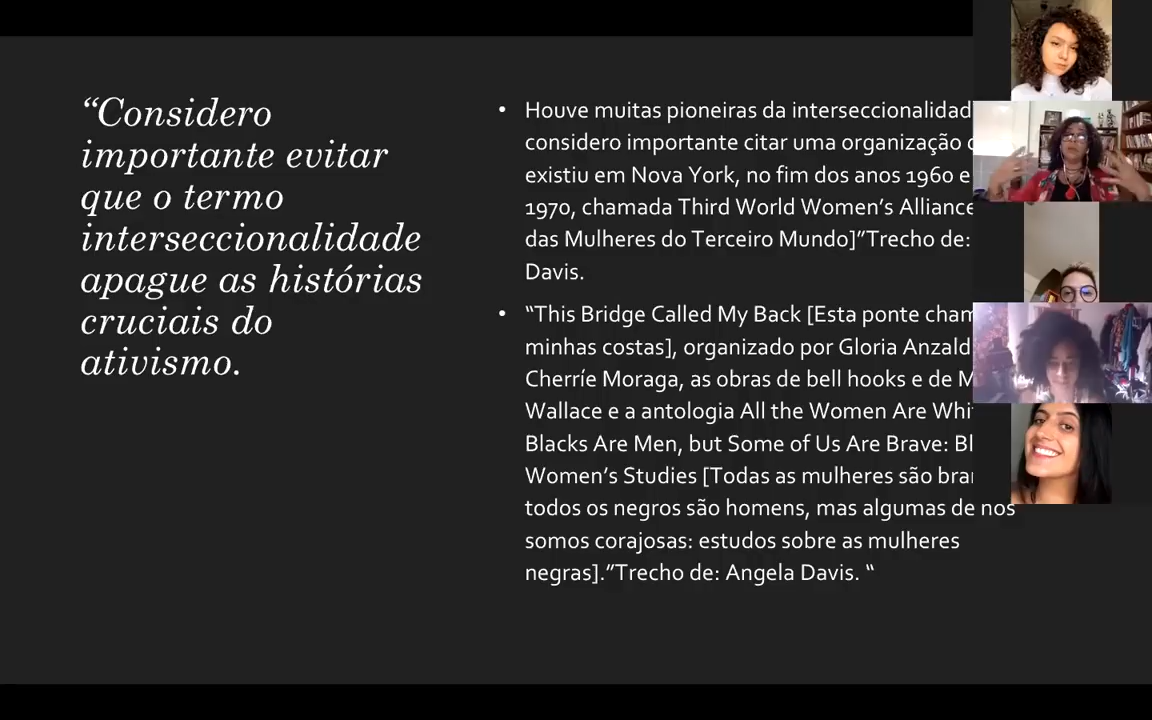 “Considero
importante evitar
que o termo
interseccionalidade
apague as histórias
cruciais do
ativismo.
• Houve muitas pioneiras da interseccionalidad
considero importante citar uma organização
existiu em Nova York, no fim dos anos 1960 e
1970, chamada Third World Women’s Alliance
das Mulheres do Terceiro Mundo]”Trecho de:
Davis.
• “This Bridge Called My Back [Esta ponte cham
minhas costas], organizado por Gloria Anzald
Cherríe Moraga, as obras de bell hooks e de M
Wallace e a antologia All the Women Are Whi
Blacks Are Men, but Some of Us Are Brave: Bl
Women’s Studies [Todas as mulheres são bra
todos os negros são homens, mas algumas de nós
somos corajosas: estudos sobre as mulheres
negras].”Trecho de: Angela Davis. “